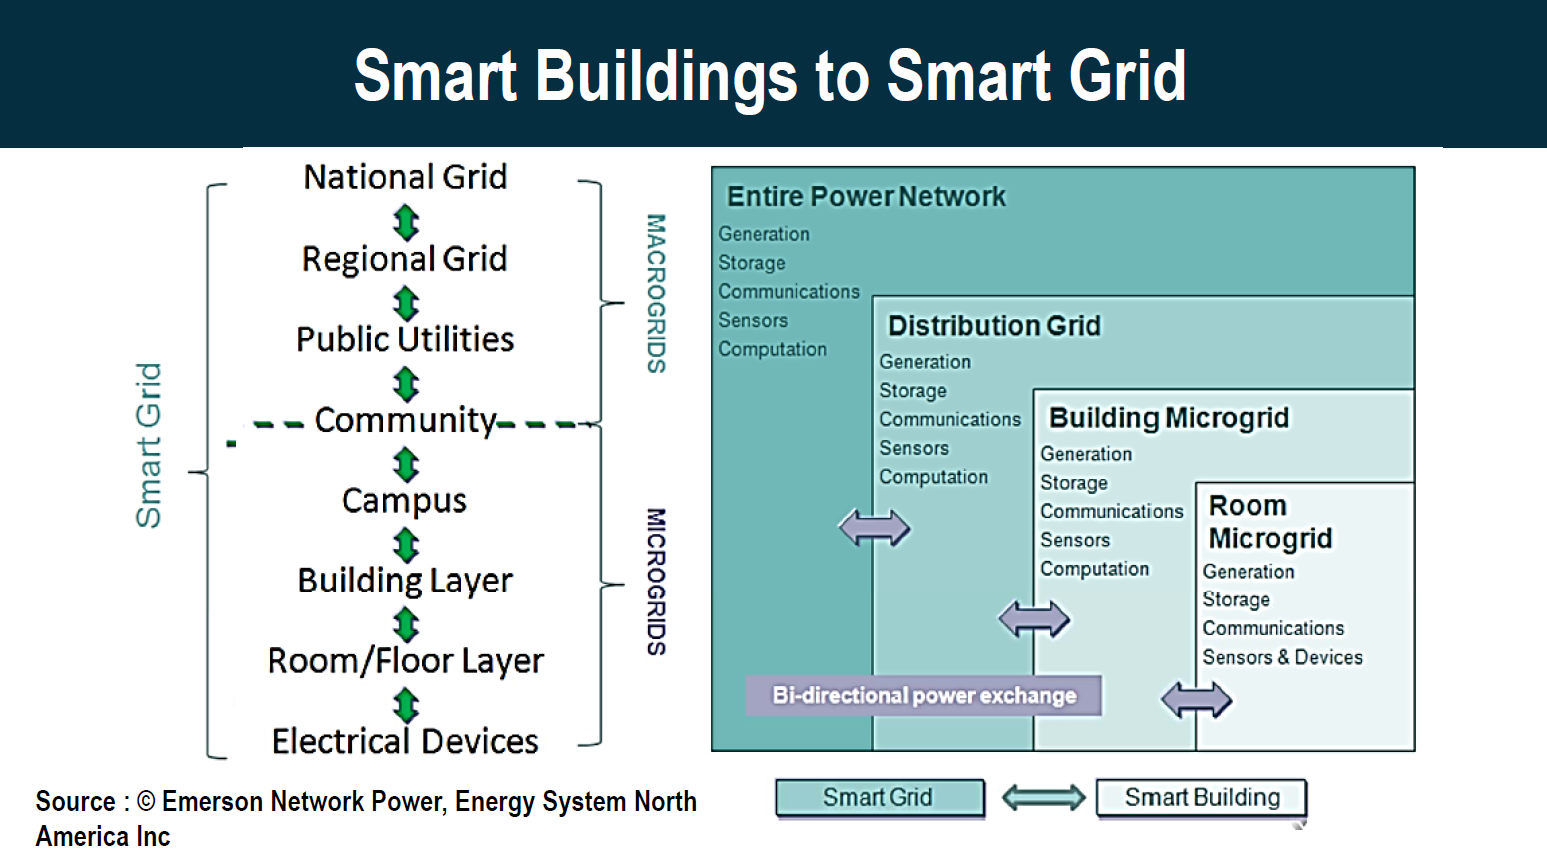 Smart Buildings to Smart Grid
National Grid
Regional Grid
Public Utilities
Community
Campus
Building Layer
Room/Floor Layer
Electrical Devices
Smart Grid
MACROGRIDS
MICROGRIDS
Entire Power Network
Generation
Storage
Communications
Sensors
Computation
Distribution Grid
Generation
Storage
Communications
Sensors
Computation
Building Microgrid
Generation
Storage
Communications
Sensors
Computation
Room
Microgrid
Generation
Storage
Communications
Sensors & Devices
Bi-directional power exchange
Smart Grid
Smart Building
Source : © Emerson Network Power, Energy System North
America Inc